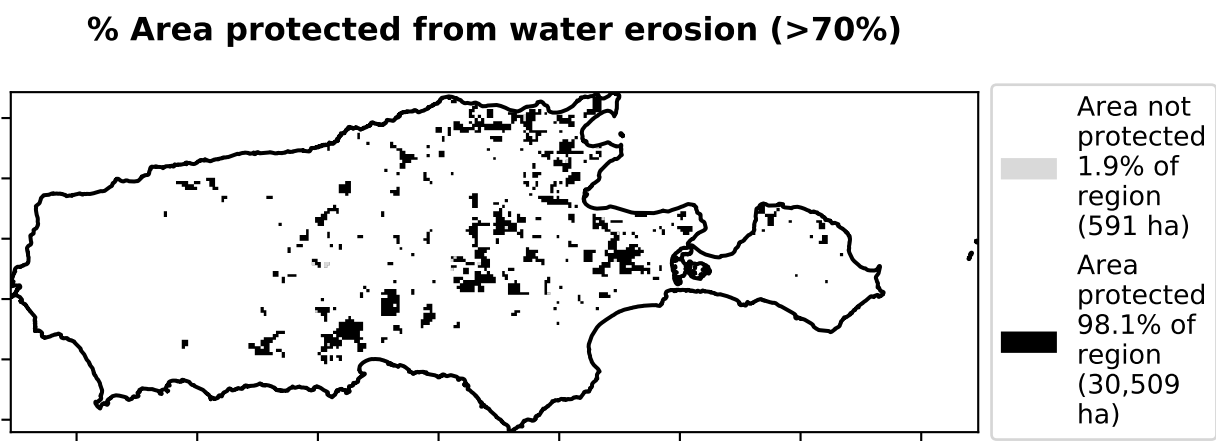 % Area protected from water erosion (>70%)
Area not
protected
1.9% of
region
(591 ha)
Area
protected
98.1% of
region
(30,509
ha)